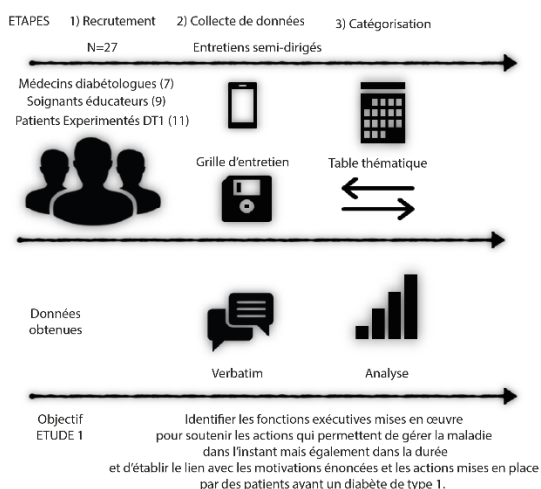 ETAPES 1) Recrutement 2) Collecte de données 3) Catégorisation
N=27 Entretiens semi-dirigés
Médecins diabétologues (7)
Soignants éducateurs (9)
Patients Experimentés DT1 (11)
Grille d'entretien Table thématique
Données
obtenues
Verbatim Analyse
Objectif
ETUDE 1
Identifier les fonctions exécutives mises en œuvre
pour soutenir les actions qui permettent de gérer la maladie
dans l'instant mais également dans la durée
et d'établir le lien avec les motivations énoncées et les actions mises en place
par des patients ayant un diabète de type 1.